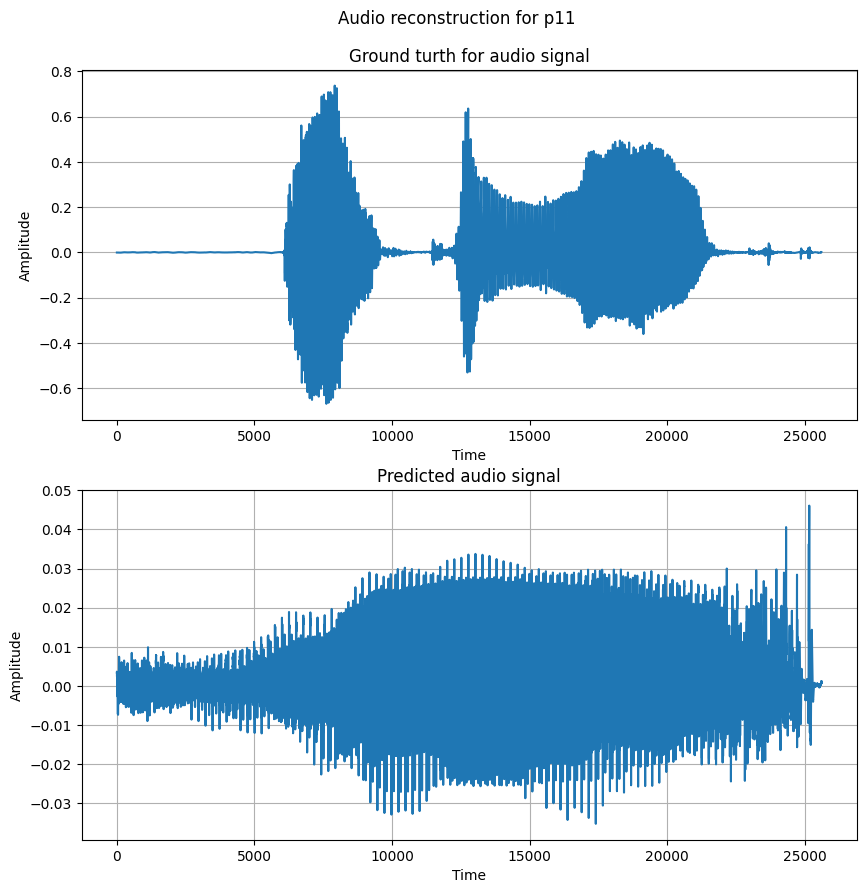 Audio reconstruction for p11
Ground turth for audio signal
0.8
0.6
0.4
0.2
0.0
−0.2
−0.4
−0.6
Amplitude
0 5000 10000 15000 20000 25000
Time
Predicted audio signal
0.05
0.04
0.03
0.02
0.01
0.00
−0.01
−0.02
−0.03
Amplitude
0 5000 10000 15000 20000 25000
Time